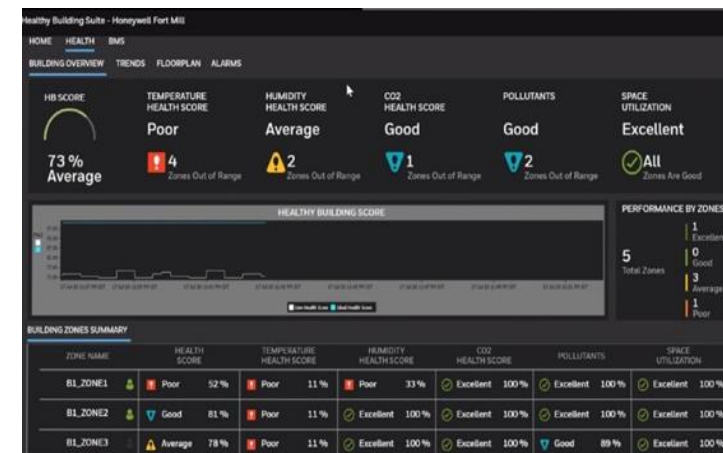 Healthy Building Suite - Honeywell Fort Mill
HOME HEALTH BMS
BUILDING OVERVIEW TRENDS FLOORPLAN ALARMS
HB SCORE
73 %
Average
TEMPERATURE
HEALTH SCORE
Poor
4
Zones Out of Range
HUMIDITY
HEALTH SCORE
Average
2
Zones Out of Range
CO2
HEALTH SCORE
Good
1
Zones Out of Range
POLLUTANTS
Good
2
Zones Out of Range
SPACE
UTILIZATION
Excellent
All
Zones Are Good
HEALTHY BUILDING SCORE
PERFORMANCE BY ZONES
5
Total Zones
1
Excellent
0
Good
3
Average
1
Poor
BUILDING ZONES SUMMARY
ZONE NAME HEALTH SCORE TEMPERATURE HEALTH SCORE HUMIDITY HEALTH SCORE CO2 HEALTH SCORE POLLUTANTS SPACE UTILIZATION
B1_ZONE1 Poor 52 % Poor 11 % Poor 33 % Excellent 100 % Excellent 100 % Excellent 100 %
B1_ZONE2 Good 81 % Poor 11 % Excellent 100 % Excellent 100 % Excellent 100 % Excellent 100 %
B1_ZONE3 Average 78 % Poor 11 % Excellent 100 % Excellent 100 % Good 89 % Excellent 100 %